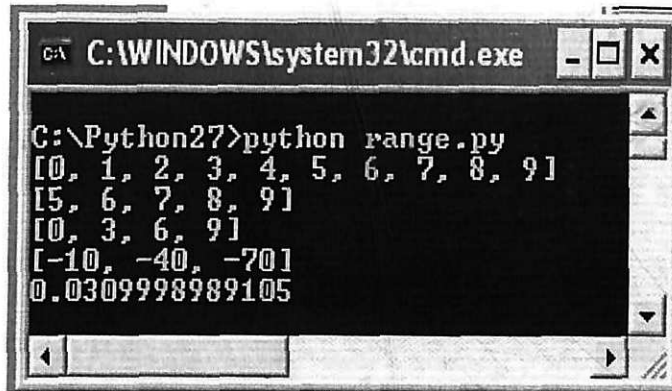 C:\WINDOWS\system32\cmd.exe
C:\Python27>python range.py
[0, 1, 2, 3, 4, 5, 6, 7, 8, 9]
[5, 6, 7, 8, 9]
[0, 3, 6, 9]
[-10, -40, -70]
0.0309998989105